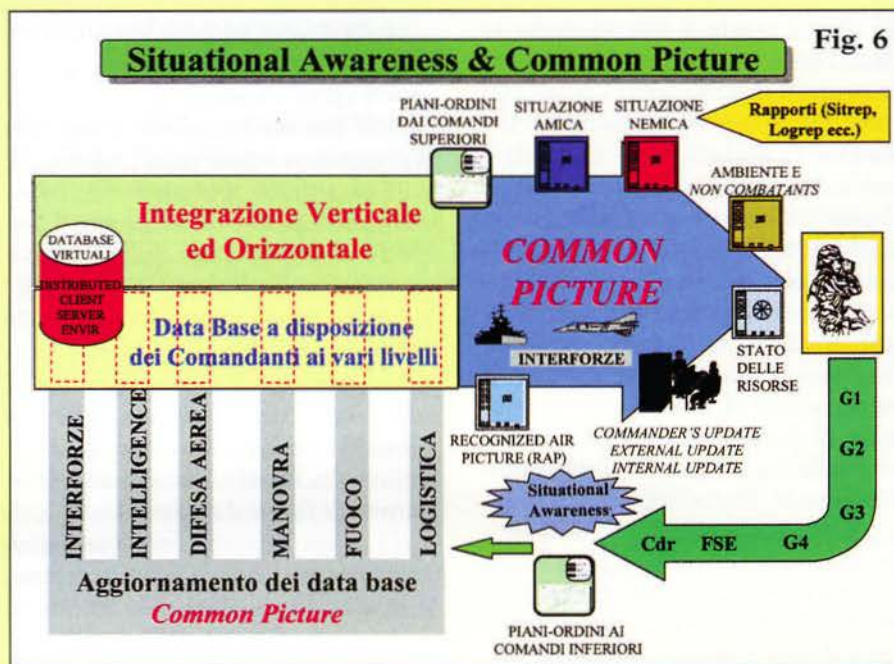 Fig. 6
Situational Awareness & Common Picture
PIANI-ORDINI
DAI COMANDI
SUPERIORI
SITUAZIONE
AMICA
SITUAZIONE
NEMICA
Rapporti (Sitrep,
Logrep ecc.)
AMBIENTE E
NON COMBATANTS
Integrazione Verticale
ed Orizzontale
DATABASE
VIRTUALI
DISTRIBUTED
CLIENT
SERVER
ENVIR
Data Base a disposizione
dei Comandanti ai vari livelli
COMMON
PICTURE
INTERFORZE
STATO
DELLE
RISORSE
RECOGNIZED AIR
PICTURE (RAP)
COMMANDER'S UPDATE
EXTERNAL UPDATE
INTERNAL UPDATE
INTERFORZE
INTELLIGENCE
DIFESA AEREA
MANOVRA
FUOCO
LOGISTICA
Aggiornamento dei data base
Common Picture
Situational
Awareness
G1
G2
G3
Cdr FSE G4
PIANI-ORDINI AI
COMANDI INFERIORI